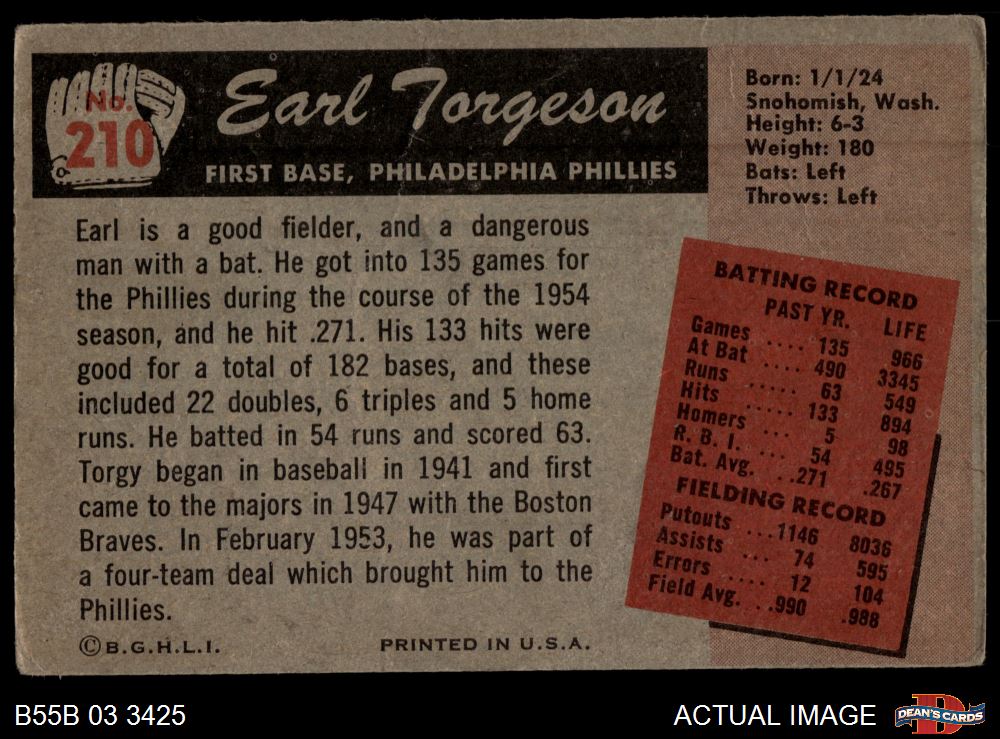 No.
210
Earl Torgeson
FIRST BASE, PHILADELPHIA PHILLIES
Born: 1/1/24
Snohomish, Wash.
Height: 6-3
Weight: 180
Bats: Left
Throws: Left
Earl is a good fielder, and a dangerous
man with a bat. He got into 135 games for
the Phillies during the course of the 1954
season, and he hit .271. His 133 hits were
good for a total of 182 bases, and these
included 22 doubles, 6 triples and 5 home
runs. He batted in 54 runs and scored 63.
Torgy began in baseball in 1941 and first
came to the majors in 1947 with the Boston
Braves. In February 1953, he was part of
a four-team deal which brought him to the
Phillies.
BATTING RECORD
PAST YR. LIFE
Games .... 135 966
At Bat .... 490 3345
Runs ..... 63 549
Hits ..... 133 894
Homers ... 5 98
R. B. I. ... 54 495
Bat. Avg. ...271 .267
FIELDING RECORD
Putouts ...1146 8036
Assists ... 74 595
Errors .... 12 104
Field Avg. ..990 .988
©B.G.H.L.I. PRINTED IN U.S.A.
B55B 03 3425 ACTUAL IMAGE
D
DEAN'S CARDS